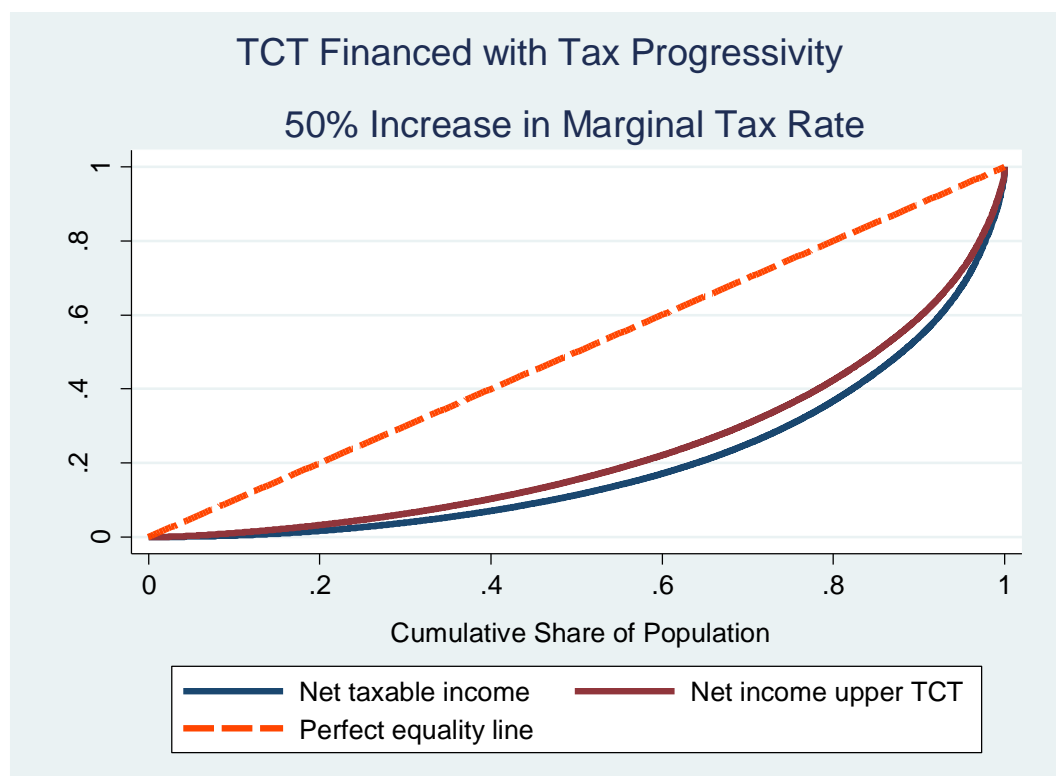 TCT Financed with Tax Progressivity
50% Increase in Marginal Tax Rate
1
.8
.6
.4
.2
0
0 .2 .4 .6 .8 1
Cumulative Share of Population
Net taxable income Net income upper TCT
Perfect equality line